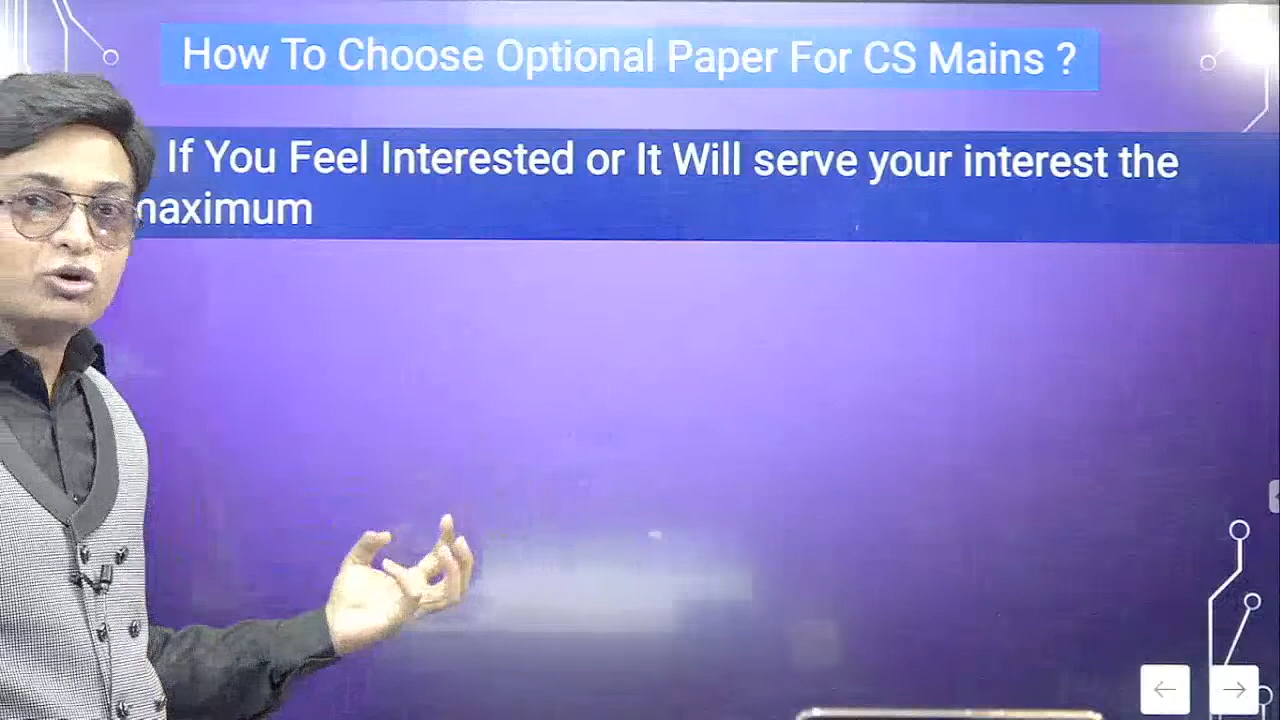 How To Choose Optional Paper For CS Mains ?
If You Feel Interested or It Will serve your interest the
maximum